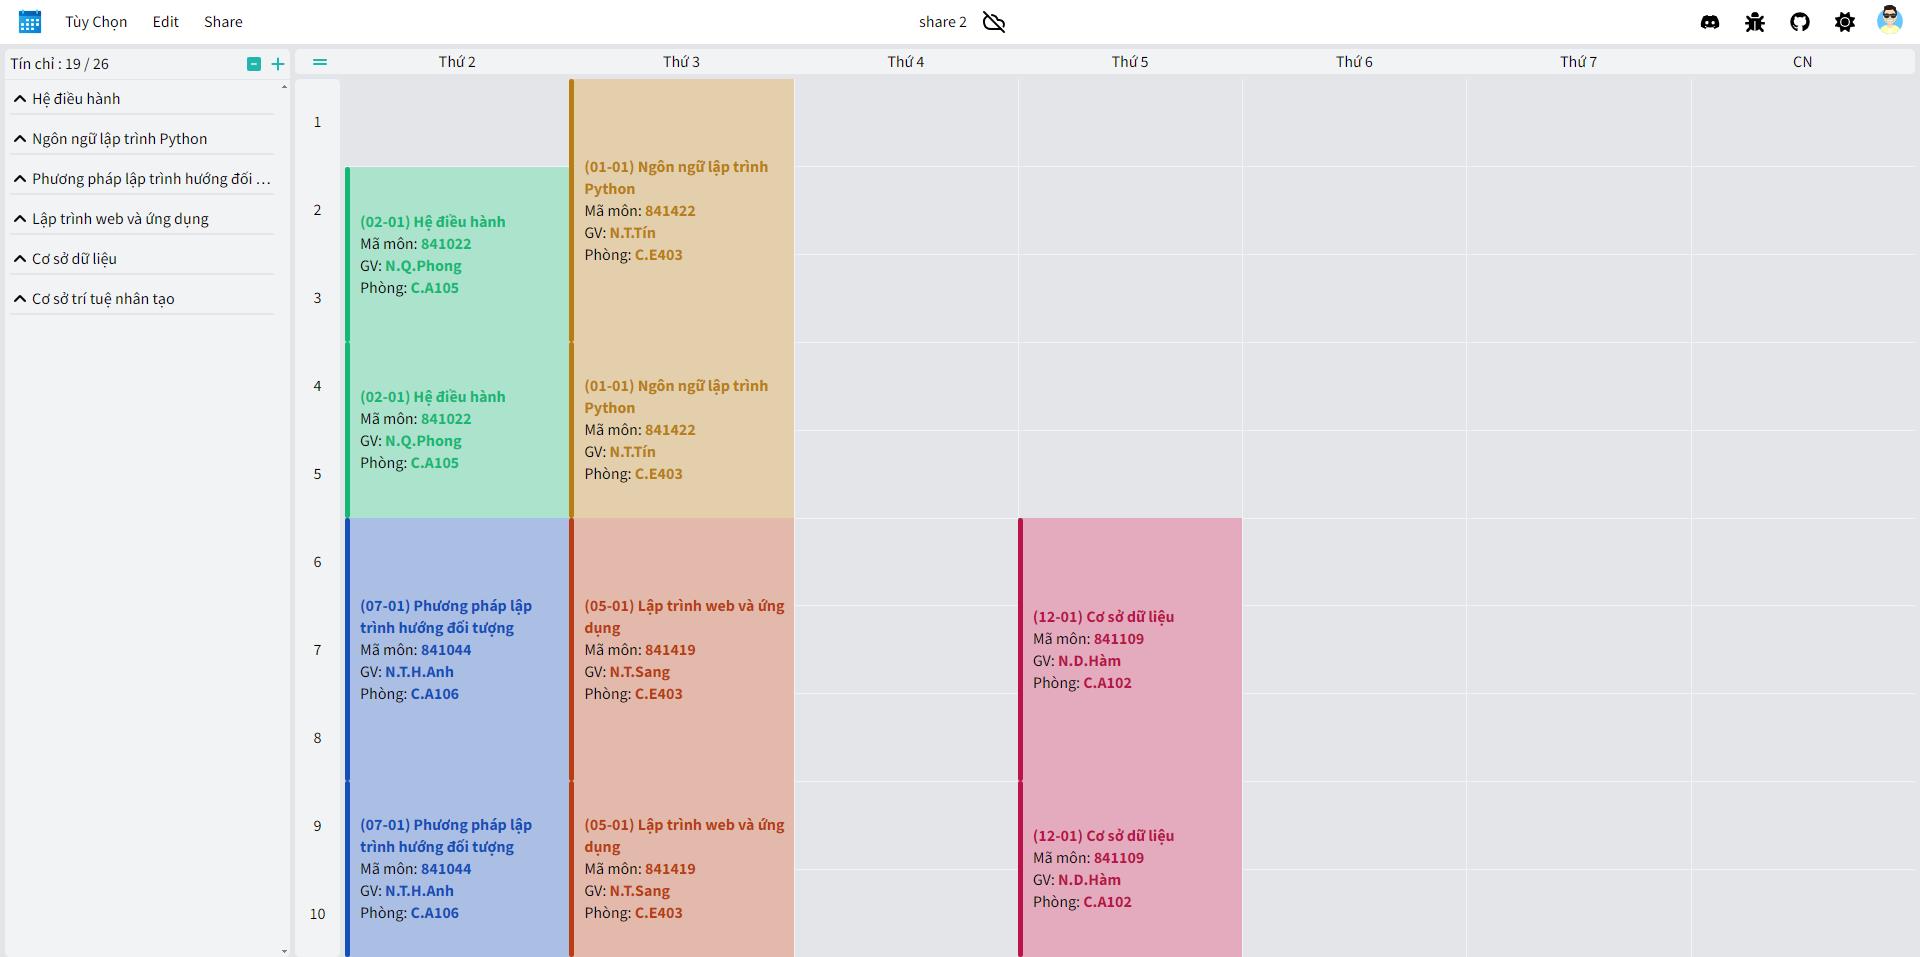 Tùy Chọn Edit Share share 2
Tín chỉ : 19 / 26
Hệ điều hành
Ngôn ngữ lập trình Python
Phương pháp lập trình hướng đối ...
Lập trình web và ứng dụng
Cơ sở dữ liệu
Cơ sở trí tuệ nhân tạo
Thứ 2 Thứ 3 Thứ 4 Thứ 5 Thứ 6 Thứ 7 CN
1
2
3
4
5
6
7
8
9
10
(02-01) Hệ điều hành
Mã môn: 841022
GV: N.Q.Phong
Phòng: C.A105
(02-01) Hệ điều hành
Mã môn: 841022
GV: N.Q.Phong
Phòng: C.A105
(07-01) Phương pháp lập
trình hướng đối tượng
Mã môn: 841044
GV: N.T.H.Anh
Phòng: C.A106
(07-01) Phương pháp lập
trình hướng đối tượng
Mã môn: 841044
GV: N.T.H.Anh
Phòng: C.A106
(01-01) Ngôn ngữ lập trình
Python
Mã môn: 841422
GV: N.T.Tín
Phòng: C.E403
(01-01) Ngôn ngữ lập trình
Python
Mã môn: 841422
GV: N.T.Tín
Phòng: C.E403
(05-01) Lập trình web và ứng
dụng
Mã môn: 841419
GV: N.T.Sang
Phòng: C.E403
(05-01) Lập trình web và ứng
dụng
Mã môn: 841419
GV: N.T.Sang
Phòng: C.E403
(12-01) Cơ sở dữ liệu
Mã môn: 841109
GV: N.D.Hàm
Phòng: C.A102
(12-01) Cơ sở dữ liệu
Mã môn: 841109
GV: N.D.Hàm
Phòng: C.A102